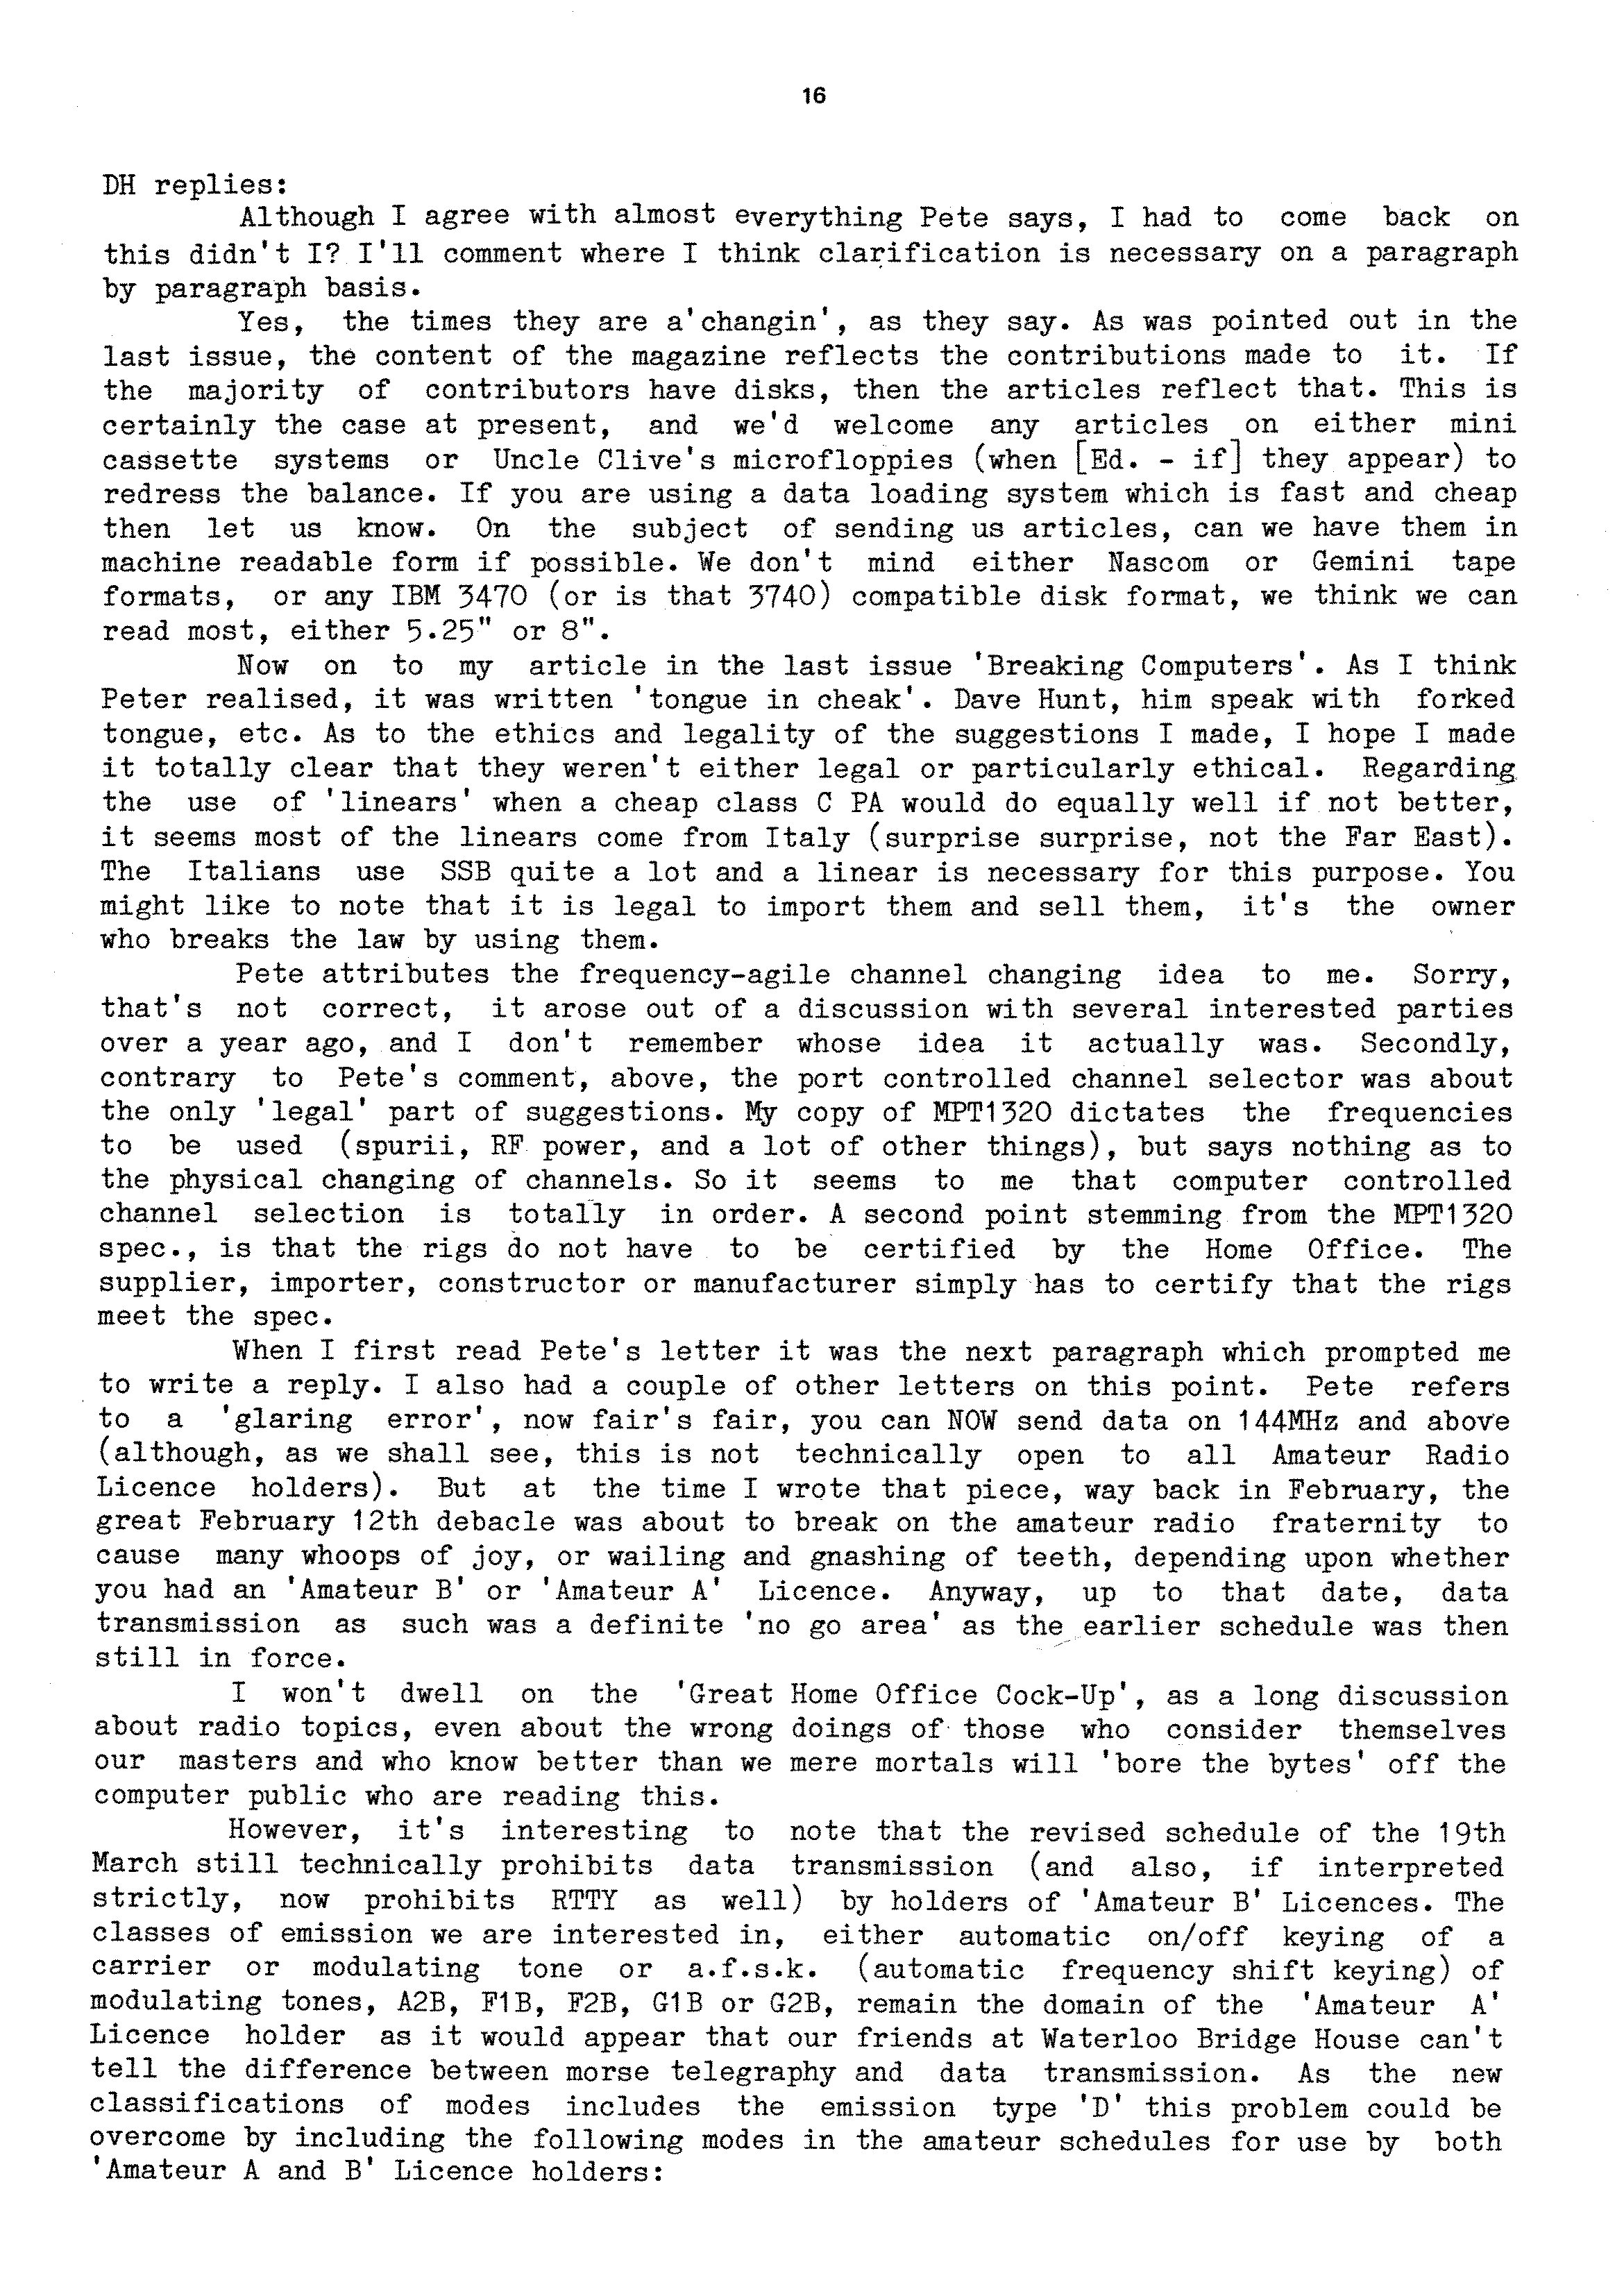 16
DH replies:
Although I agree with almost everything Pete says, I had to come back on
this didn't I? I'll comment where I think clarification is necessary on a paragraph
by paragraph basis.
Yes, the times they are a'changin', as they say. As was pointed out in the
last issue, the content of the magazine reflects the contributions made to it. If
the majority of contributors have disks, then the articles reflect that. This is
certainly the case at present, and we'd welcome any articles on either mini
cassette systems or Uncle Clive's microfloppies (when [Ed. - if] they appear) to
redress the balance. If you are using a data loading system which is fast and cheap
then let us know. On the subject of sending us articles, can we have them in
machine readable form if possible. We don't mind either Nascom or Gemini tape
formats, or any IBM 3470 (or is that 3740) compatible disk format, we think we can
read most, either 5.25" or 8".
Now on to my article in the last issue 'Breaking Computers'. As I think
Peter realised, it was written 'tongue in cheak'. Dave Hunt, him speak with forked
tongue, etc. As to the ethics and legality of the suggestions I made, I hope I made
it totally clear that they weren't either legal or particularly ethical. Regarding
the use of 'linears' when a cheap class C PA would do equally well if not better,
it seems most of the linears come from Italy (surprise surprise, not the Far East).
The Italians use SSB quite a lot and a linear is necessary for this purpose. You
might like to note that it is legal to import them and sell them, it's the owner
who breaks the law by using them.
Pete attributes the frequency-agile channel changing idea to me. Sorry,
that's not correct, it arose out of a discussion with several interested parties
over a year ago, and I don't remember whose idea it actually was. Secondly,
contrary to Pete's comment, above, the port controlled channel selector was about
the only 'legal' part of suggestions. My copy of MPT1320 dictates the frequencies
to be used (spurii, RF power, and a lot of other things), but says nothing as to
the physical changing of channels. So it seems to me that computer controlled
channel selection is totally in order. A second point stemming from the MPT1320
spec., is that the rigs do not have to be certified by the Home Office. The
supplier, importer, constructor or manufacturer simply has to certify that the rigs
meet the spec.
When I first read Pete's letter it was the next paragraph which prompted me
to write a reply. I also had a couple of other letters on this point. Pete refers
to a 'glaring error', now fair's fair, you can NOW send data on 144MHz and above
(although, as we shall see, this is not technically open to all Amateur Radio
Licence holders). But at the time I wrote that piece, way back in February, the
great February 12th debacle was about to break on the amateur radio fraternity to
cause many whoops of joy, or wailing and gnashing of teeth, depending upon whether
you had an 'Amateur B' or 'Amateur A' Licence. Anyway, up to that date, data
transmission as such was a definite 'no go area' as the earlier schedule was then
still in force.
I won't dwell on the 'Great Home Office Cock-Up', as a long discussion
about radio topics, even about the wrong doings of those who consider themselves
our masters and who know better than we mere mortals will 'bore the bytes' off the
computer public who are reading this.
However, it's interesting to note that the revised schedule of the 19th
March still technically prohibits data transmission (and also, if interpreted
strictly, now prohibits RTTY as well) by holders of 'Amateur B' Licences. The
classes of emission we are interested in, either automatic on/off keying of a
carrier or modulating tone or a.f.s.k. (automatic frequency shift keying) of
modulating tones, A2B, F1B, F2B, G1B or G2B, remain the domain of the 'Amateur A'
Licence holder as it would appear that our friends at Waterloo Bridge House can't
tell the difference between morse telegraphy and data transmission. As the new
classifications of modes includes the emission type 'D' this problem could be
overcome by including the following modes in the amateur schedules for use by both
'Amateur A and B' Licence holders: